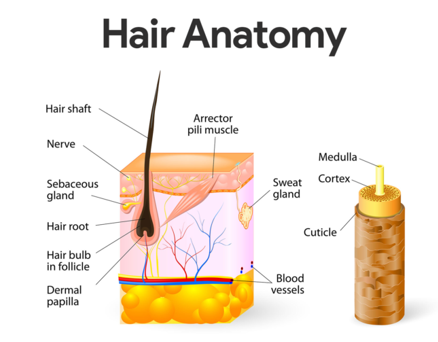 Hair Anatomy
Hair shaft
Nerve
Sebaceous
gland
Hair root
Hair bulb
in follicle
Dermal
papilla
Arrector
pili muscle
Sweat
gland
Blood
vessels
Medulla
Cortex
Cuticle